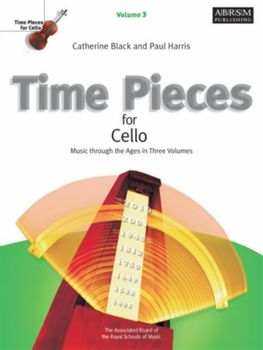 Volume 3
Time Pieces
for Cello
Catherine Black and Paul Harris
ABRSM
PUBLISHING
Time Pieces
for
Cello
Music through the Ages in Three Volumes
The Associated Board of
the Royal Schools of Music